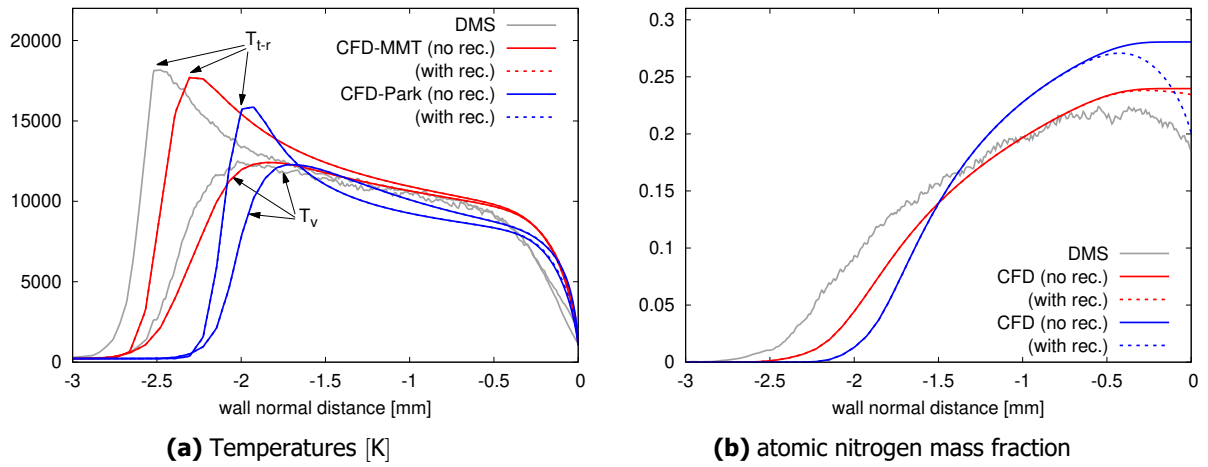 20000
15000
10000
5000
0
-3 -2.5 -2 -1.5 -1 -0.5 0
wall normal distance [mm]
T_t-r
T_v
DMS
CFD-MMT (no rec.)
(with rec.)
CFD-Park (no rec.)
(with rec.)
(a) Temperatures [K]
0.3
0.25
0.2
0.15
0.1
0.05
0
-3 -2.5 -2 -1.5 -1 -0.5 0
wall normal distance [mm]
DMS
CFD (no rec.)
(with rec.)
CFD (no rec.)
(with rec.)
(b) atomic nitrogen mass fraction